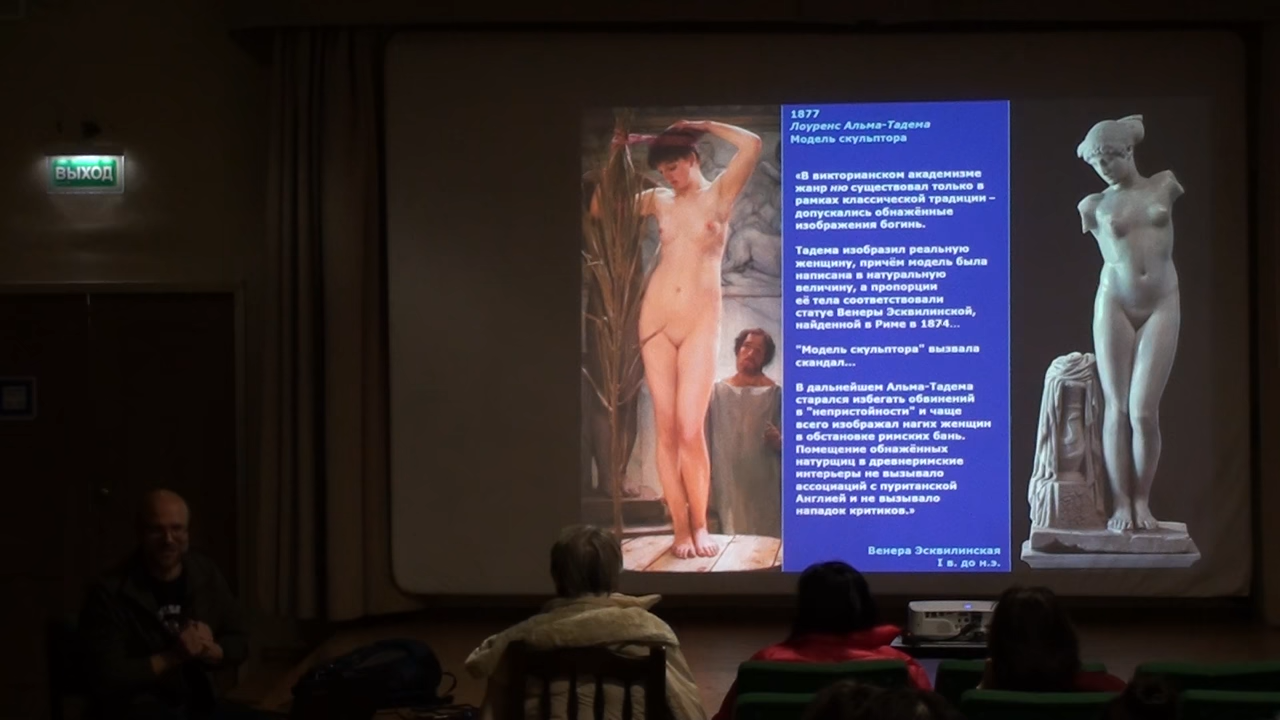 ВЫХОД
1877
Лоуренс Альма-Тадема
Модель скульптора
«В викторианском академизме
жанр ню существовал только в
рамках классической традиции –
допускались обнажённые
изображения богинь.
Тадема изобразил реальную
женщину, причём модель была
написана в натуральную
величину, а пропорции
её тела соответствовали
статуе Венеры Эсквилинской,
найденной в Риме в 1874...
"Модель скульптора" вызвала
скандал...
В дальнейшем Альма-Тадема
старался избегать обвинений
в "непристойности" и чаще
всего изображал нагих женщин
в обстановке римских бань.
Помещение обнажённых
натурщиц в древнеримские
интерьеры не вызывало
ассоциаций с пуританской
Англией и не вызывало
нападок критиков.»
Венера Эсквилинская
I в. до н.э.